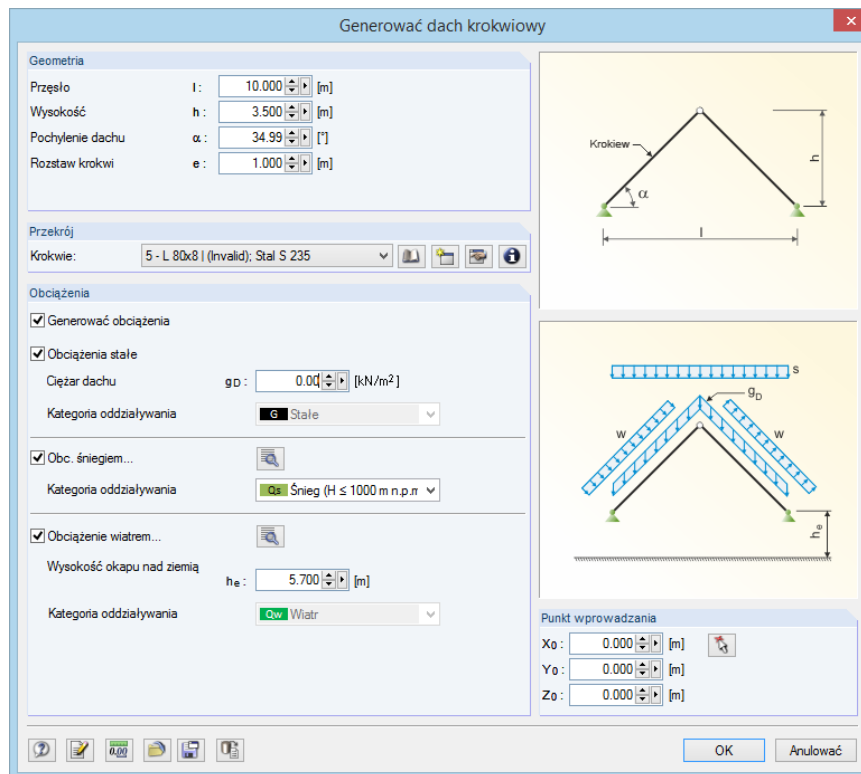 Generować dach krokwiowy
Geometria
Przęsło l : 10.000 [m]
Wysokość h : 3.500 [m]
Pochylenie dachu α : 34.99 [°]
Rozstaw krokwi e : 1.000 [m]
Przekrój
Krokwie: 5 - L 80x8 | (Invalid); Stal S 235
Obciążenia
Generować obciążenia
Obciążenia stałe
Ciężar dachu gD : 0.00 [kN/m²]
Kategoria oddziaływania G Stałe
Obc. śniegiem...
Kategoria oddziaływania Qs Śnieg (H ≤ 1000 m n.p.m
Obciążenie wiatrem...
Wysokość okapu nad ziemią
he : 5.700 [m]
Kategoria oddziaływania Qw Wiatr
Krokiew
α
h
l
s
gD
w w
he
Punkt wprowadzania
X0 : 0.000 [m]
Y0 : 0.000 [m]
Z0 : 0.000 [m]
0.00
OK Anulować